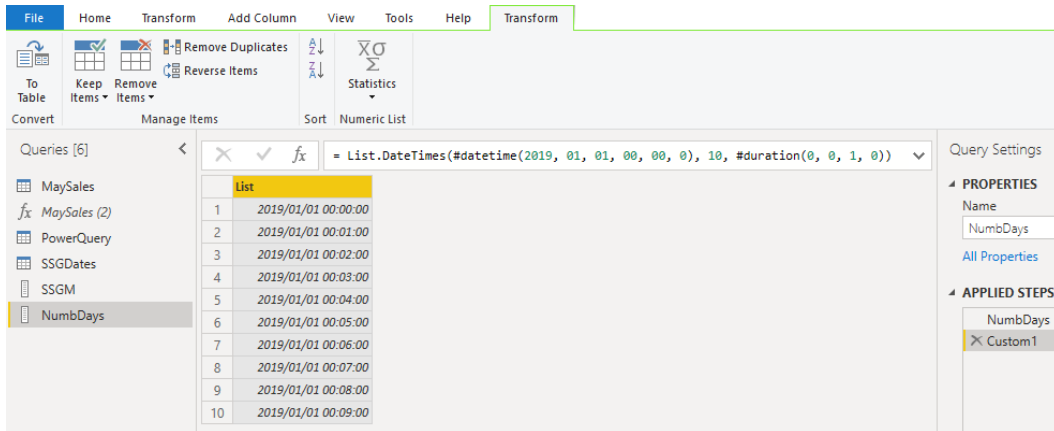 File Home Transform Add Column View Tools Help Transform
Remove Duplicates
Reverse Items
To Table
Keep Items
Remove Items
Statistics
Convert Manage Items Sort Numeric List
Queries [6]
fx = List.DateTimes(#datetime(2019, 01, 01, 00, 00, 0), 10, #duration(0, 0, 1, 0))
Query Settings
MaySales
fx MaySales (2)
PowerQuery
SSGDates
SSGM
NumbDays
List
1 2019/01/01 00:00:00
2 2019/01/01 00:01:00
3 2019/01/01 00:02:00
4 2019/01/01 00:03:00
5 2019/01/01 00:04:00
6 2019/01/01 00:05:00
7 2019/01/01 00:06:00
8 2019/01/01 00:07:00
9 2019/01/01 00:08:00
10 2019/01/01 00:09:00
PROPERTIES
Name
NumbDays
All Properties
APPLIED STEPS
NumbDays
Custom1